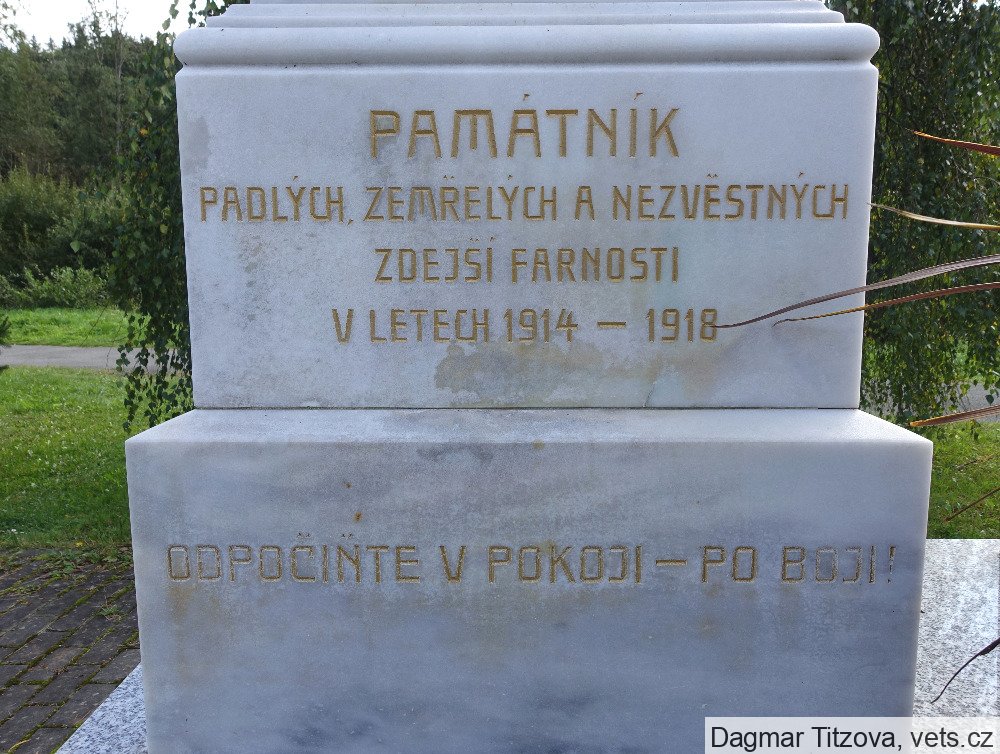 PAMÁTNÍK
PADLÝCH, ZEMŘELÝCH A NEZVĚSTNÝCH
ZDEJŠÍ FARNOSTI
V LETECH 1914 – 1918
ODPOČIŇTE V POKOJI – PO BOJI!
Dagmar Titzova, vets.cz